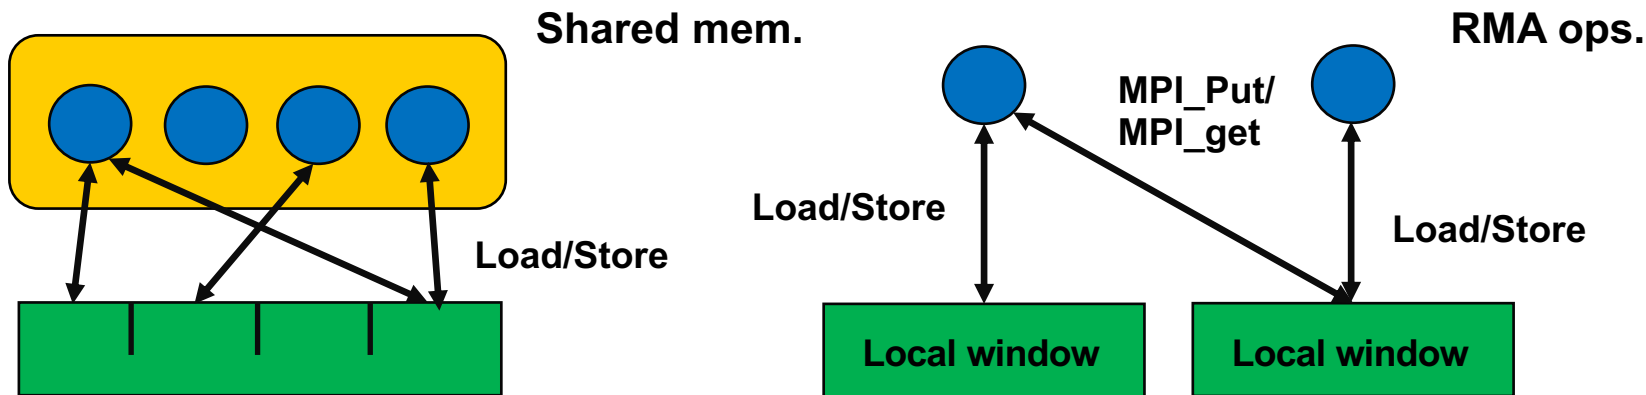 Shared mem.
RMA ops.
MPI_Put/
MPI_get
Load/Store
Load/Store
Load/Store
Local window
Local window